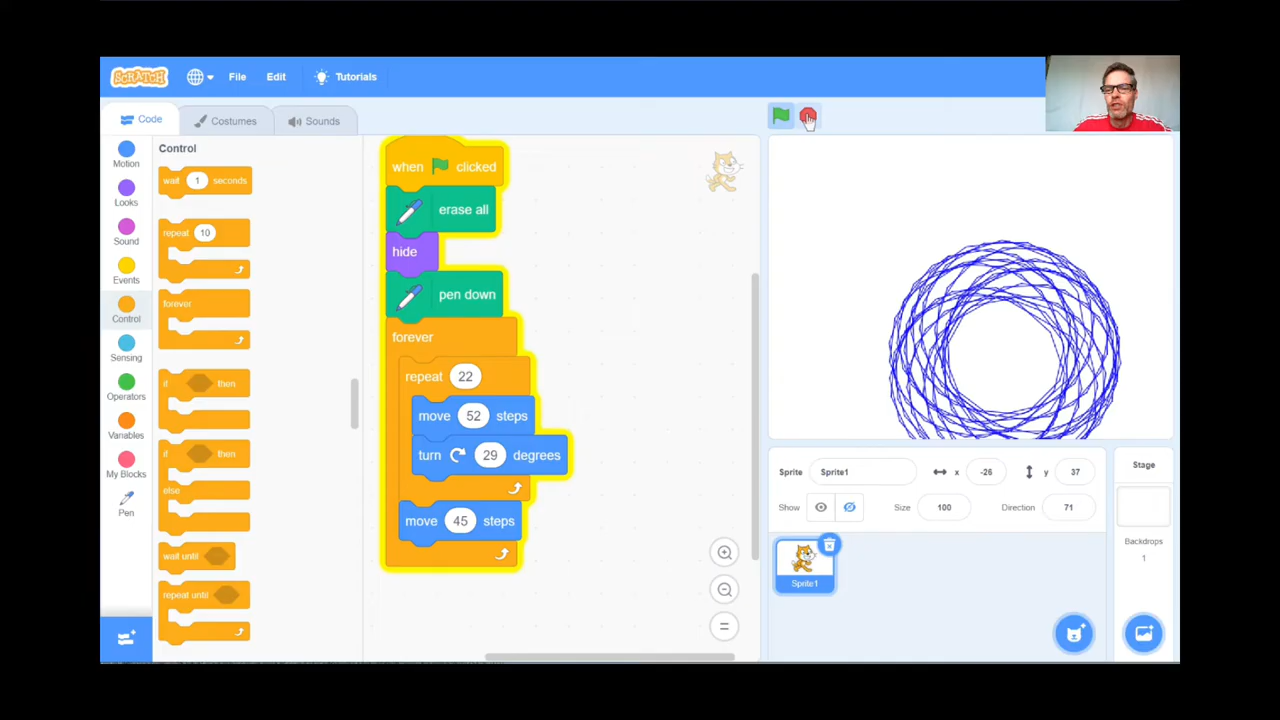 SCRATCH
File
Edit
Tutorials
Code
Costumes
Sounds
Motion
Looks
Sound
Events
Control
Sensing
Operators
Variables
My Blocks
Pen
Control
wait 1 seconds
repeat 10
forever
if then
if then
else
wait until
repeat until
when clicked
erase all
hide
pen down
forever
repeat 22
move 52 steps
turn 29 degrees
move 45 steps
Sprite Sprite1 x -26 y 37
Show Size 100 Direction 71
Sprite1
Stage
Backdrops
1